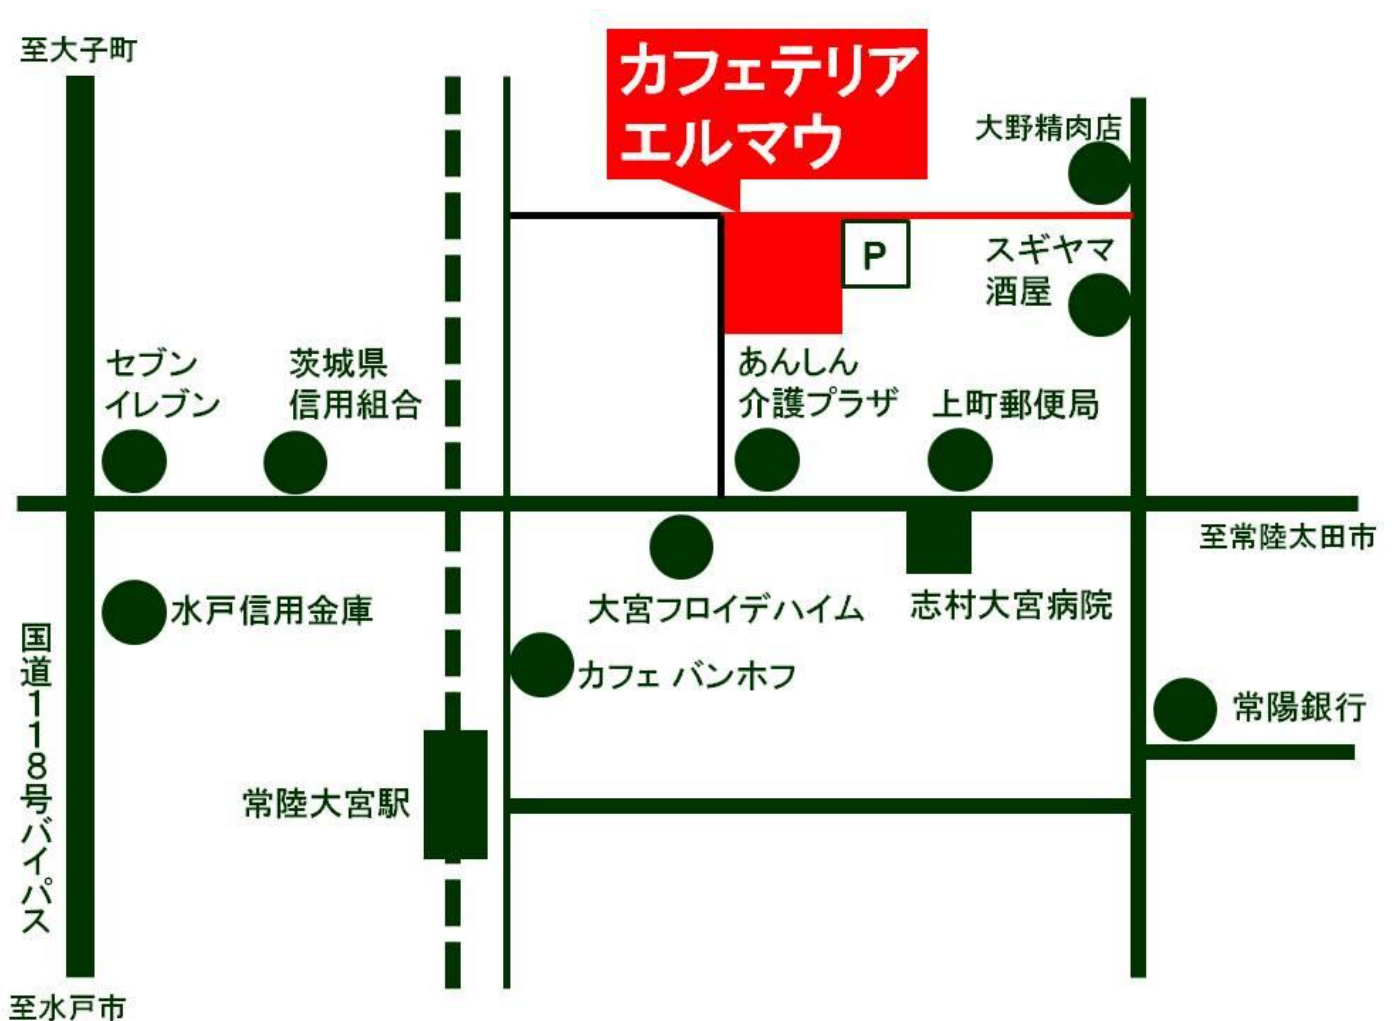 至大子町
カフェテリア
エルマウ
大野精肉店
P
スギヤマ
酒屋
セブン
イレブン
茨城県
信用組合
あんしん
介護プラザ
上町郵便局
至常陸太田市
水戸信用金庫
大宮フロイデハイム
志村大宮病院
国道118号バイパス
カフェ バンホフ
常陽銀行
常陸大宮駅
至水戸市